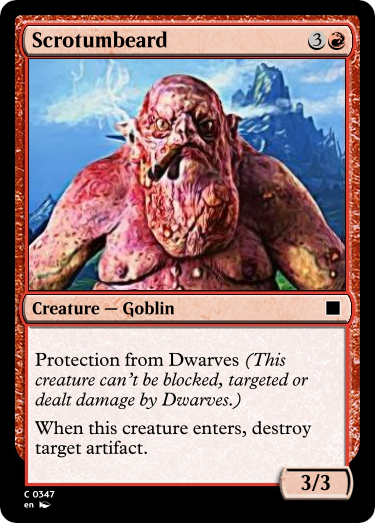 Scrotumbeard 3
Creature — Goblin
Protection from Dwarves (This
creature can't be blocked, targeted or
dealt damage by Dwarves.)
When this creature enters, destroy
target artifact.
3/3
C 0347
en